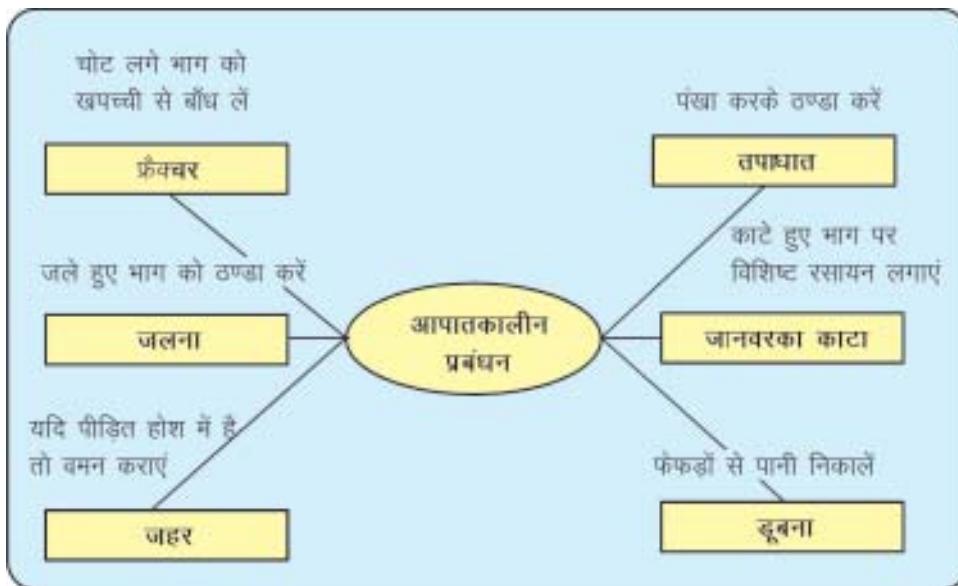 चोट लगे भाग को
खपच्ची से बाँध लें
फ्रैक्चर
जले हुए भाग को ठण्डा करें
जलना
यदि पीड़ित होश में है
तो वमन कराएं
जहर
आपातकालीन
प्रबंधन
पंखा करके ठण्डा करें
तपाघात
काटे हुए भाग पर
विशिष्ट रसायन लगाएं
जानवरका काटा
फेफड़ों से पानी निकालें
डूबना